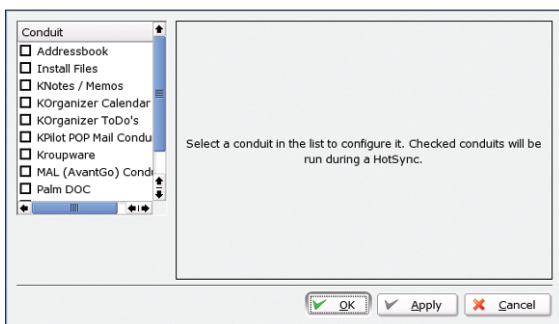 Conduit
Addressbook
Install Files
KNotes / Memos
KOrganizer Calendar
KOrganizer ToDo's
KPilot POP Mail Condu
Kroupware
MAL (AvantGo) Condu
Palm DOC
Select a conduit in the list to configure it. Checked conduits will be
run during a HotSync.
OK
Apply
Cancel